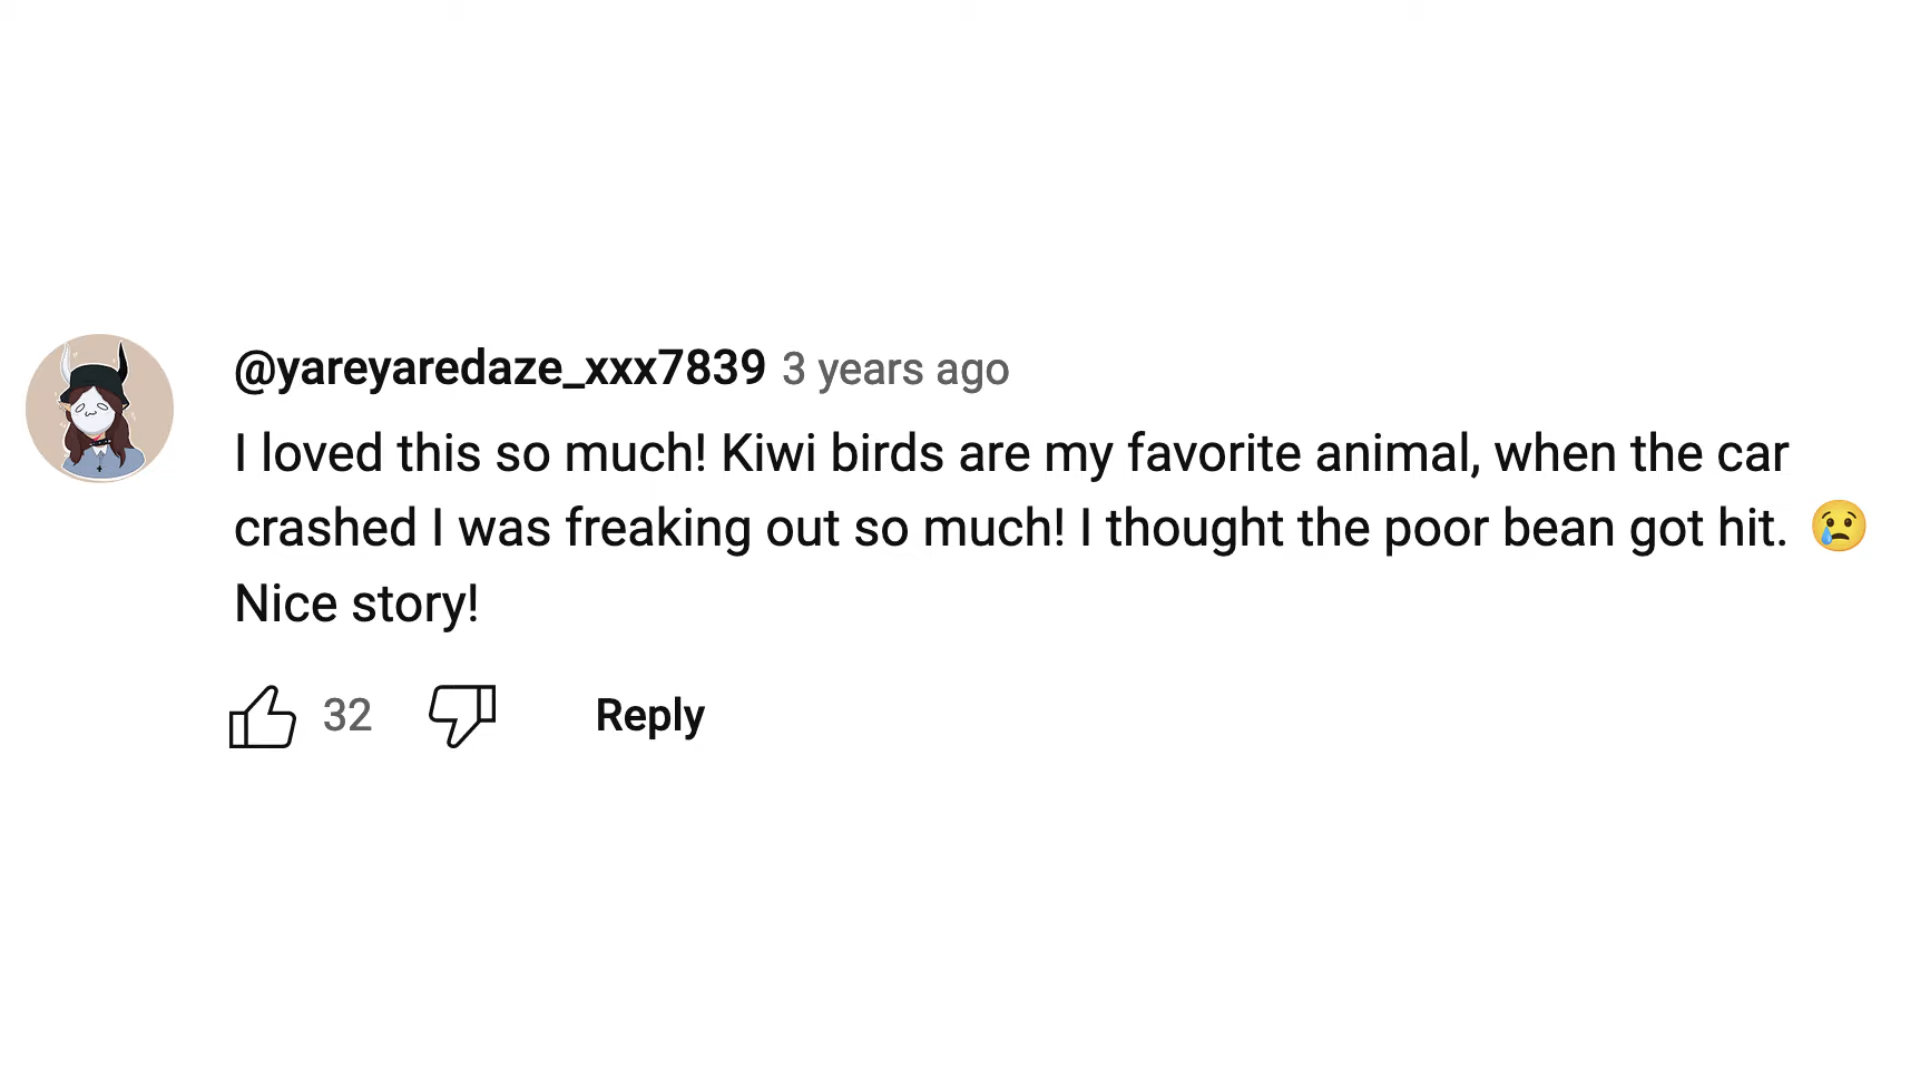 @yareyaredaze_xxx7839 3 years ago
I loved this so much! Kiwi birds are my favorite animal, when the car
crashed I was freaking out so much! I thought the poor bean got hit. 😢
Nice story!
32 Reply